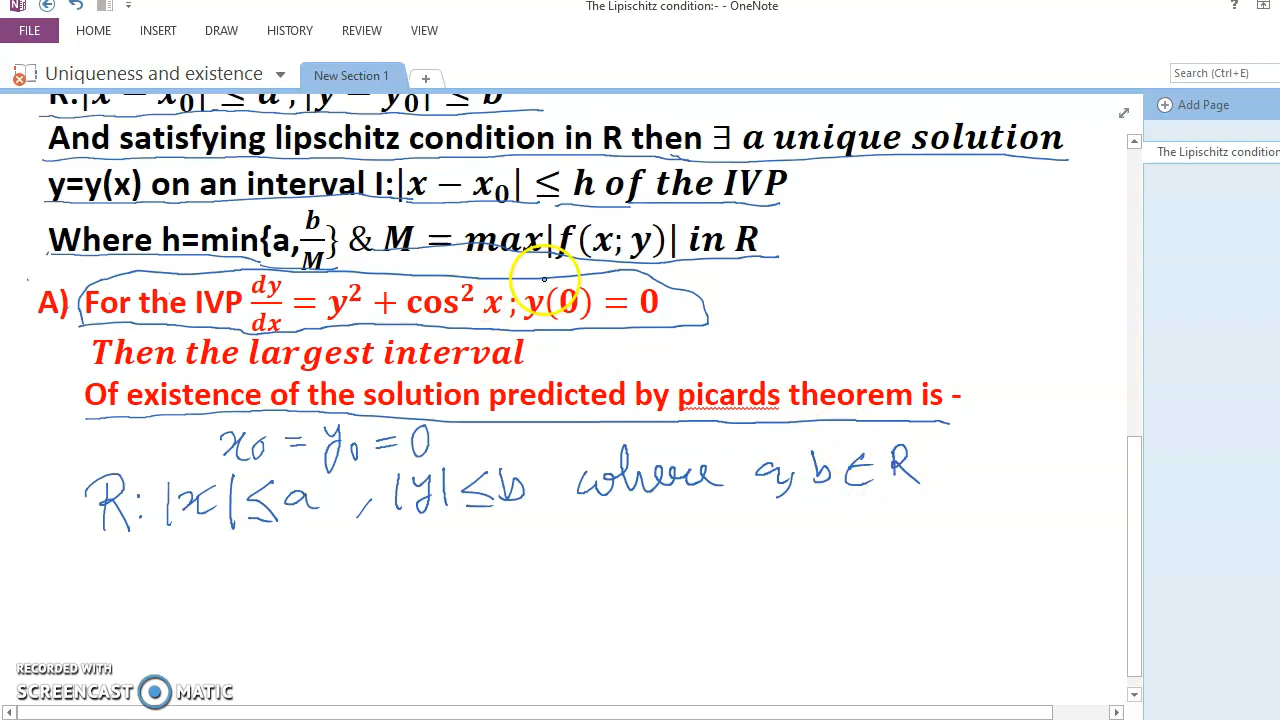 The Lipischitz condition:- - OneNote
FILE HOME INSERT DRAW HISTORY REVIEW VIEW
Uniqueness and existence New Section 1 Search (Ctrl+E)
Add Page
The Lipischitz condition
R:|x − x₀| ≤ a ; |y − y₀| ≤ b
And satisfying lipschitz condition in R then ∃ a unique solution
y=y(x) on an interval I:|x − x₀| ≤ h of the IVP
Where h=min{a, b/M} & M = max|f(x; y)| in R
A) For the IVP dy/dx = y² + cos² x ; y(0) = 0
Then the largest interval
Of existence of the solution predicted by picards theorem is -
x₀ = y₀ = 0
R: |x| ≤ a , |y| ≤ b where a, b ∈ R
RECORDED WITH
SCREENCAST MATIC